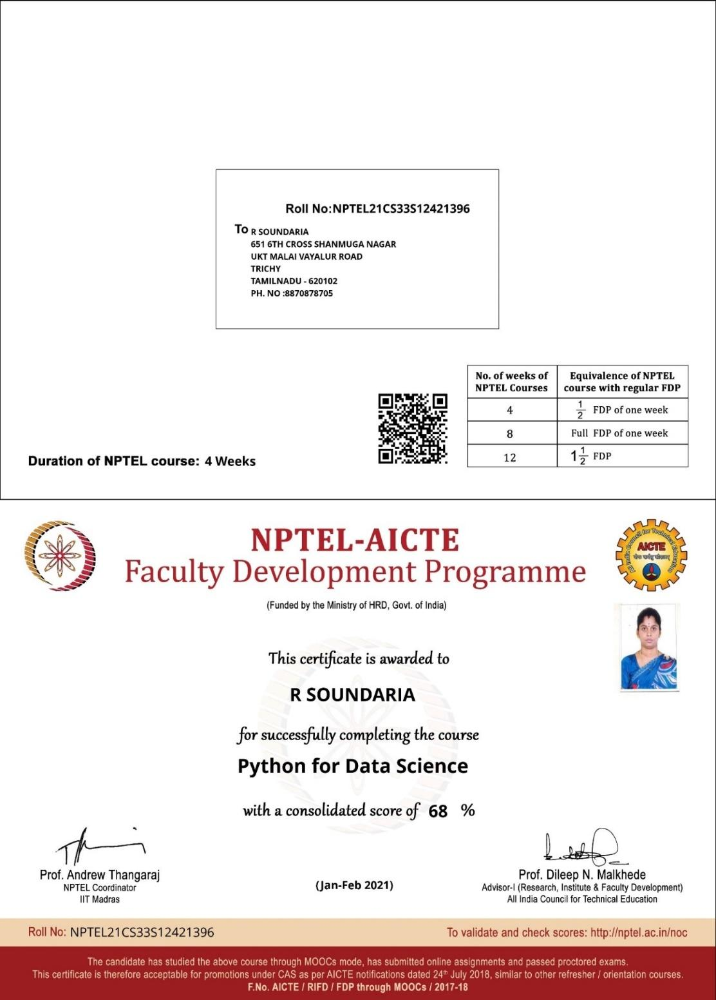 Roll No:NPTEL21CS33S12421396
To R SOUNDARIA
651 6TH CROSS SHANMUGA NAGAR
UKT MALAI VAYALUR ROAD
TRICHY
TAMILNADU - 620102
PH. NO :8870878705
No. of weeks of NPTEL Courses | Equivalence of NPTEL course with regular FDP
4 | 1/2 FDP of one week
8 | Full FDP of one week
12 | 1 1/2 FDP
Duration of NPTEL course: 4 Weeks
NPTEL-AICTE
Faculty Development Programme
(Funded by the Ministry of HRD, Govt. of India)
All India Council for Technical Education
AICTE
This certificate is awarded to
R SOUNDARIA
for successfully completing the course
Python for Data Science
with a consolidated score of 68 %
Prof. Andrew Thangaraj
NPTEL Coordinator
IIT Madras
(Jan-Feb 2021)
Prof. Dileep N. Malkhede
Advisor-I (Research, Institute & Faculty Development)
All India Council for Technical Education
Roll No: NPTEL21CS33S12421396
To validate and check scores: http://nptel.ac.in/noc
The candidate has studied the above course through MOOCs mode, has submitted online assignments and passed proctored exams.
This certificate is therefore acceptable for promotions under CAS as per AICTE notifications dated 24th July 2018, similar to other refresher / orientation courses.
F.No. AICTE / RIFD / FDP through MOOCs / 2017-18